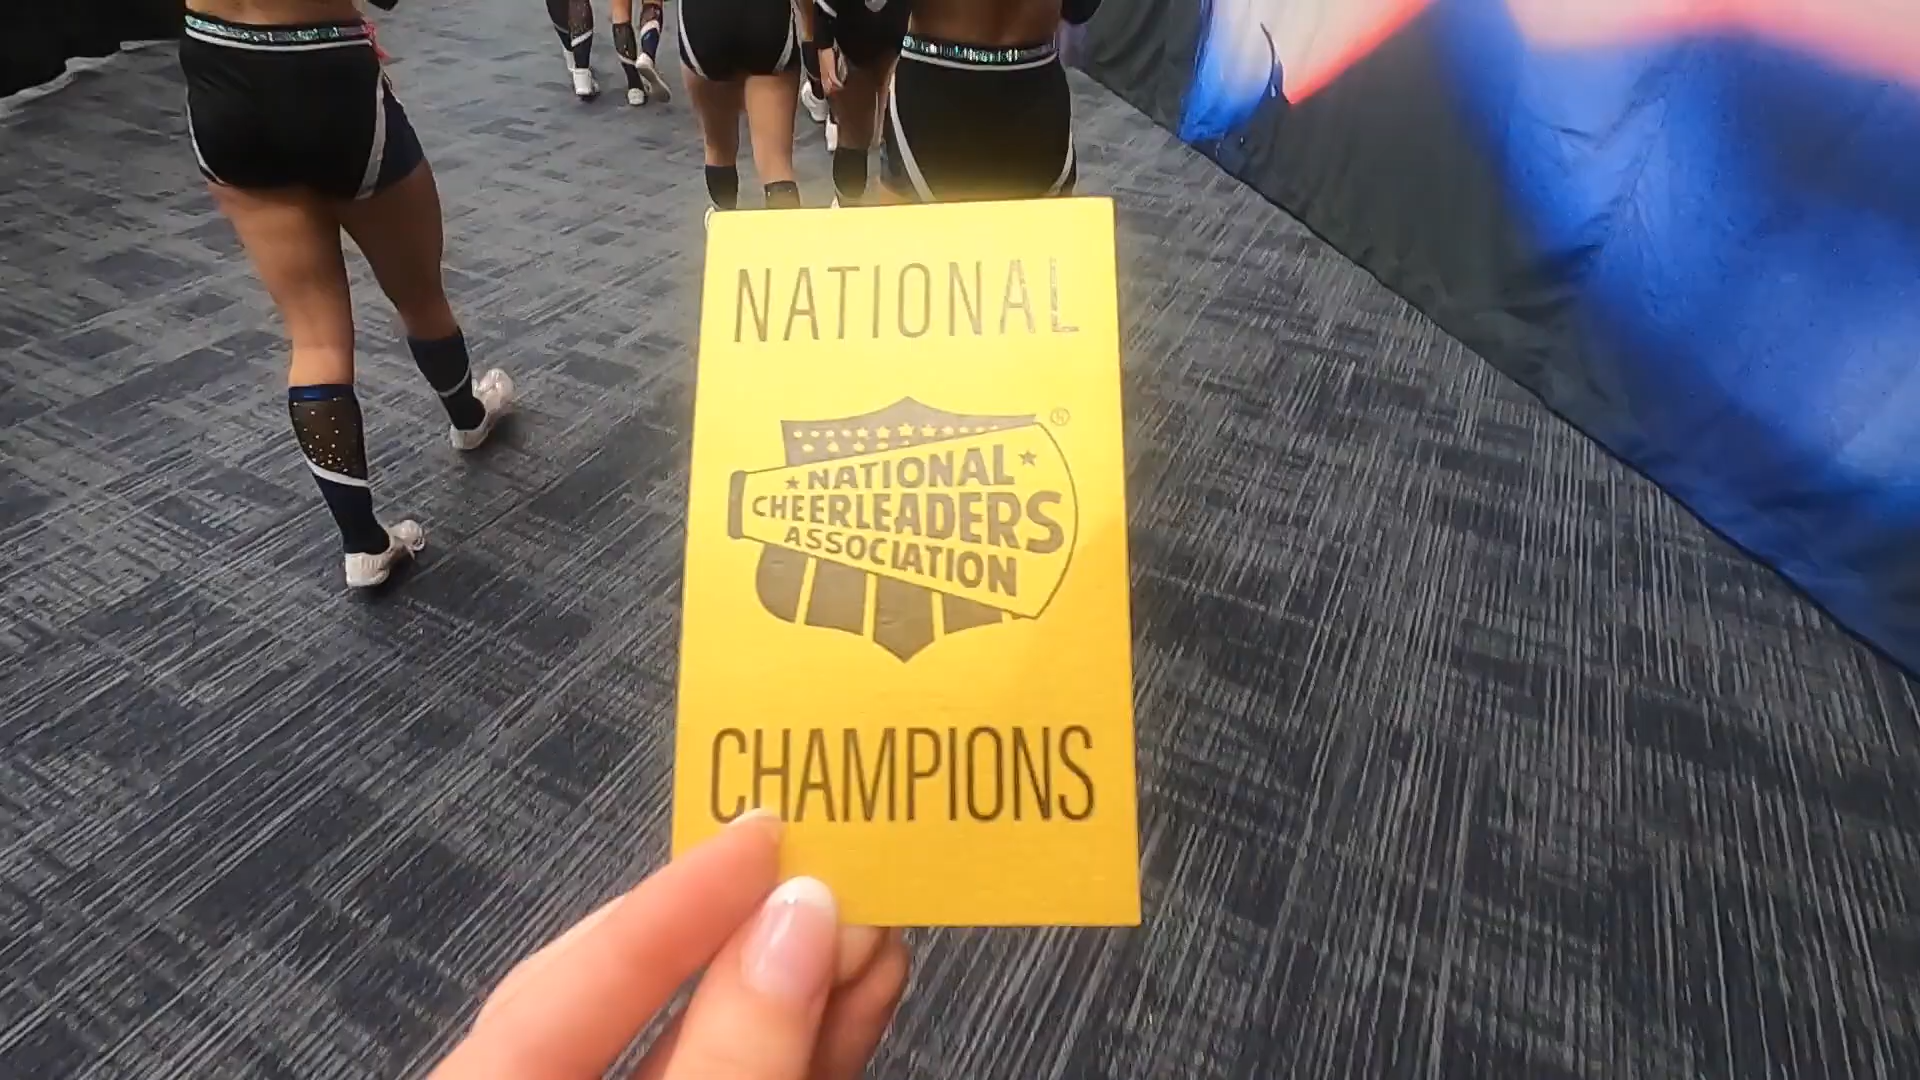 NATIONAL
NATIONAL
CHEERLEADERS
ASSOCIATION
®
CHAMPIONS